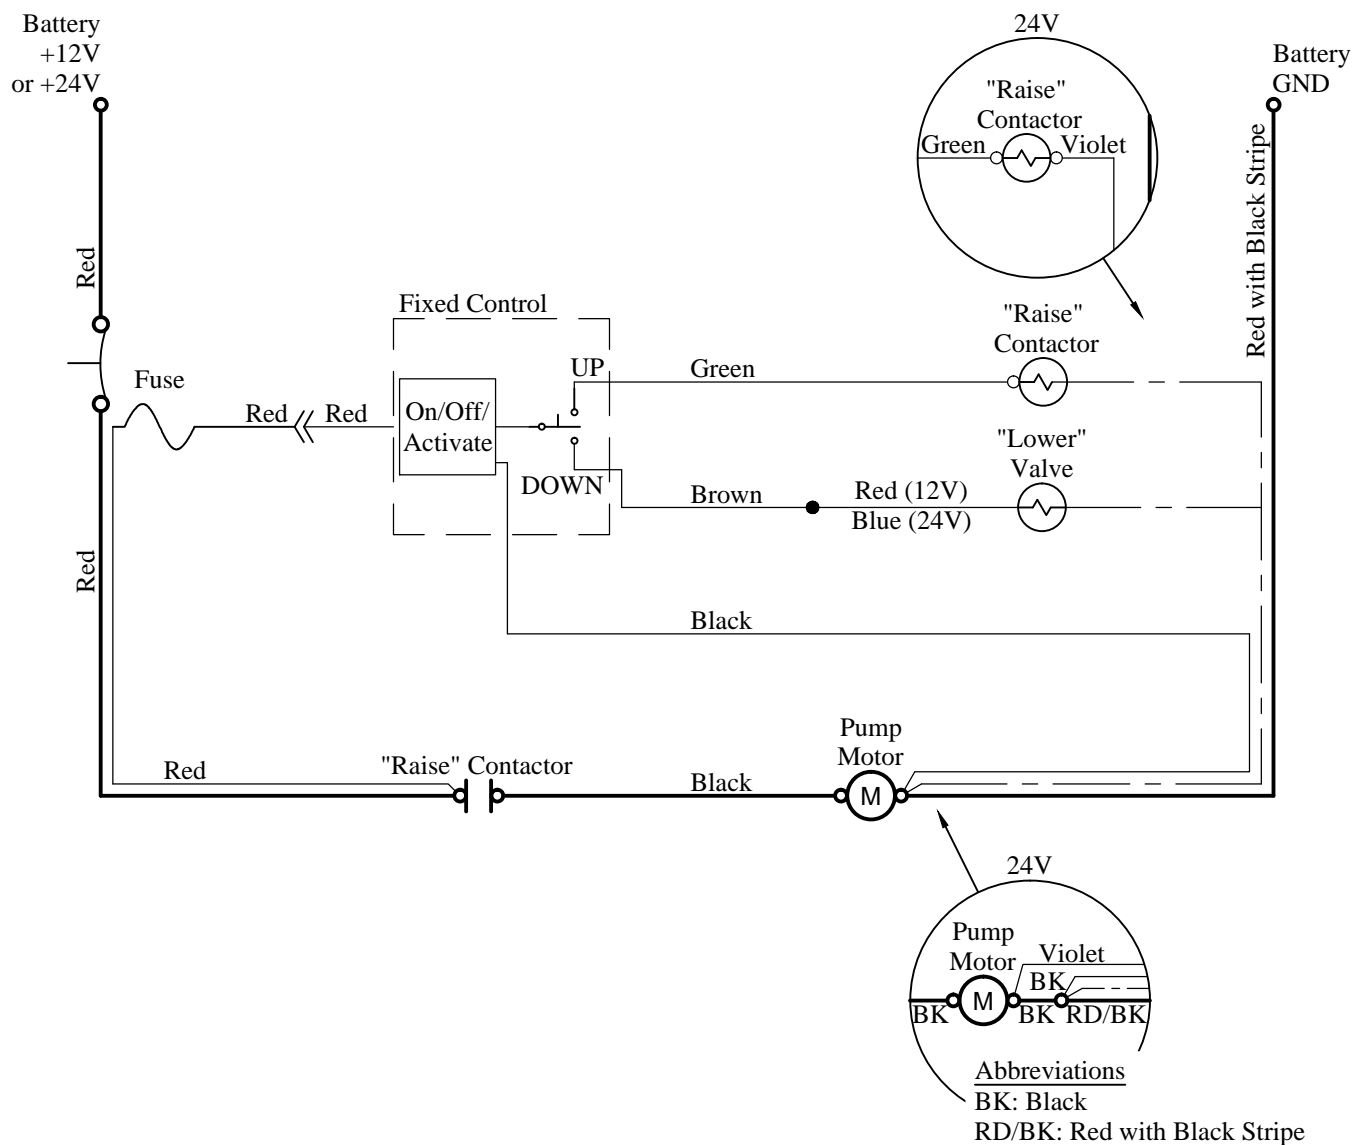 Battery
+12V
or +24V
24V
Battery
GND
"Raise"
Contactor
Green
Violet
Red with Black Stripe
Red
Fixed Control
"Raise"
Contactor
UP
Green
Fuse
Red
Red
On/Off/
Activate
"Lower"
Valve
DOWN
Brown
Red (12V)
Blue (24V)
Red
Black
Pump
Motor
Red
"Raise" Contactor
Black
M
24V
Pump
Motor
Violet
BK
M
BK
BK
RD/BK
Abbreviations
BK: Black
RD/BK: Red with Black Stripe